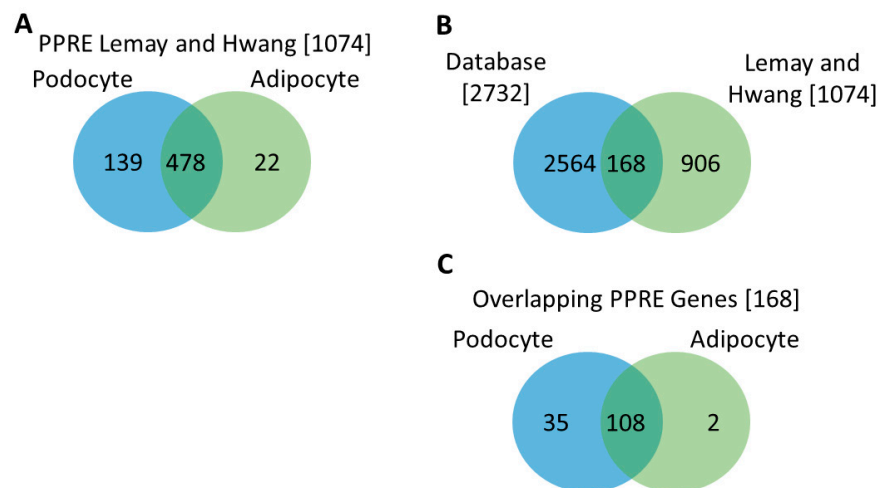 A
PPRE Lemay and Hwang [1074]
Podocyte
Adipocyte
139
478
22
B
Database
[2732]
Lemay and
Hwang [1074]
2564
168
906
C
Overlapping PPRE Genes [168]
Podocyte
Adipocyte
35
108
2